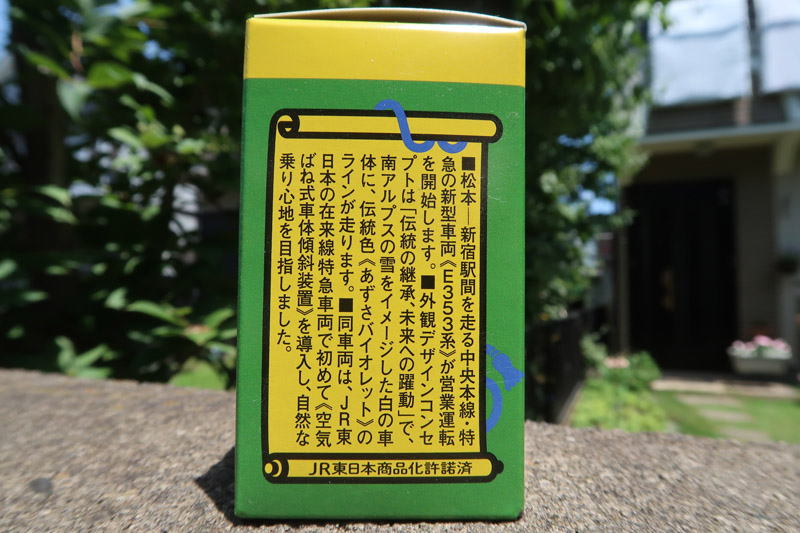 ■松本―新宿駅間を走る中央本線・特
急の新型車両《E353系》が営業運転
を開始します。■外観デザインコンセ
プトは「伝統の継承、未来への躍動」で、
南アルプスの雪をイメージした白の車
体に、伝統色《あずさバイオレット》の
ラインが走ります。■同車両は、JR東
日本の在来線特急車両で初めて《空気
ばね式車体傾斜装置》を導入し、自然な
乗り心地を目指しました。
JR東日本商品化許諾済